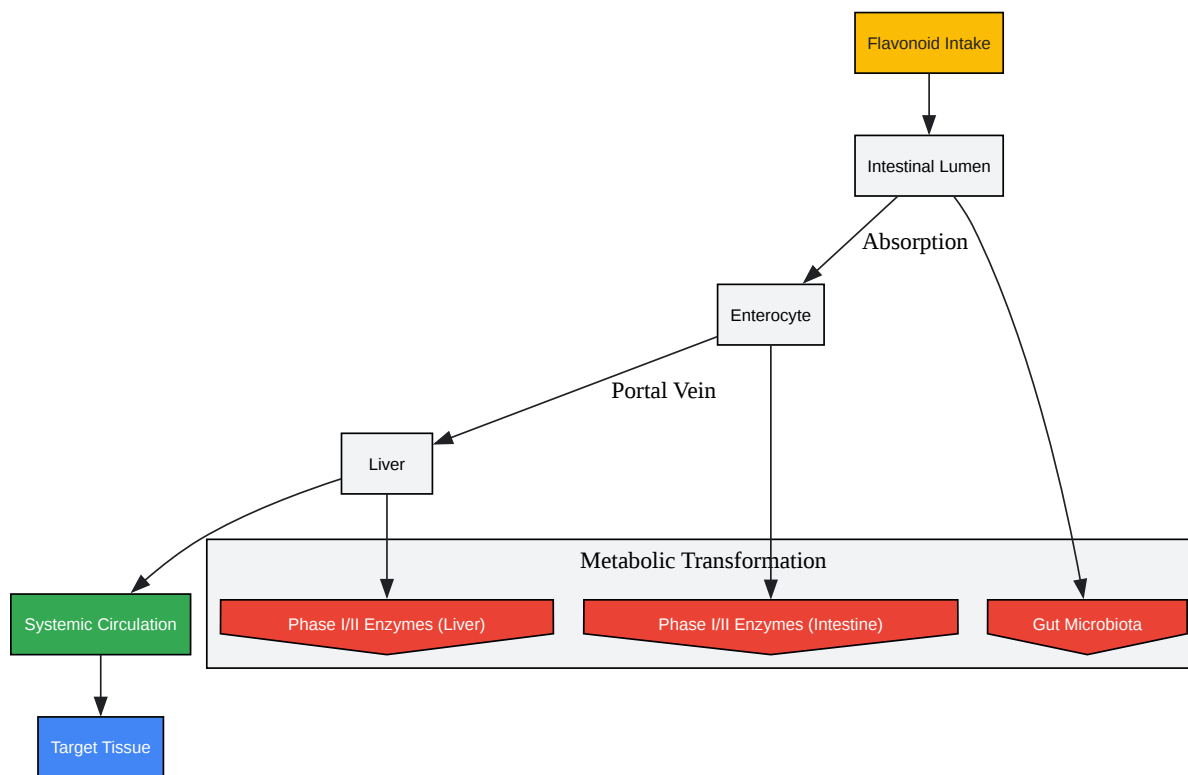 Flavonoid Intake
Intestinal Lumen
Absorption
Enterocyte
Portal Vein
Liver
Metabolic Transformation
Systemic Circulation
Phase I/II Enzymes (Liver)
Phase I/II Enzymes (Intestine)
Gut Microbiota
Target Tissue